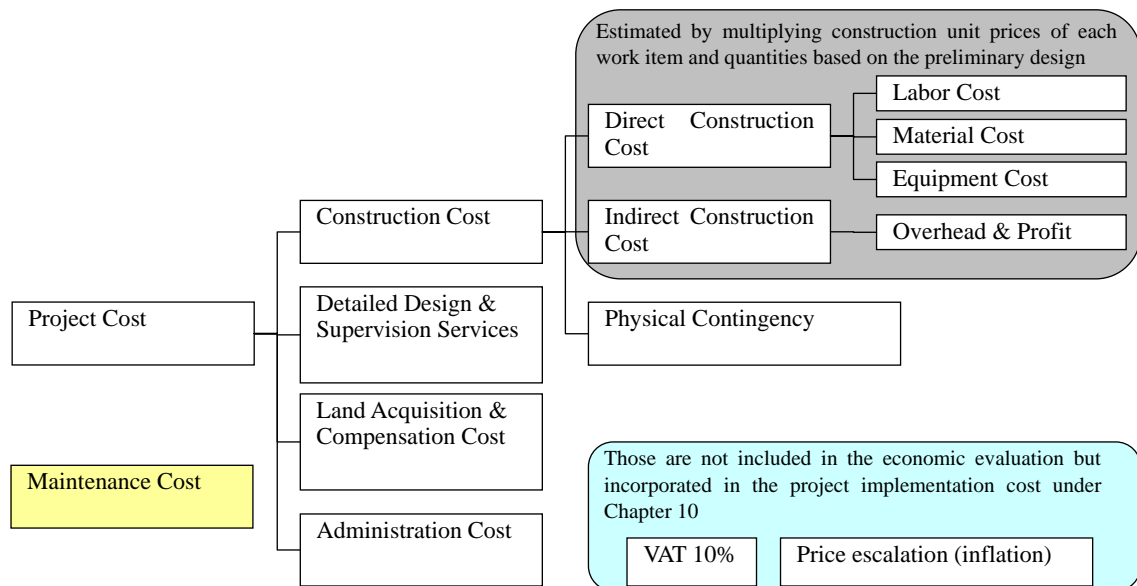 Estimated by multiplying construction unit prices of each
work item and quantities based on the preliminary design
Labor Cost
Direct Construction
Cost
Material Cost
Equipment Cost
Construction Cost
Indirect Construction
Cost
Overhead & Profit
Project Cost
Detailed Design &
Supervision Services
Physical Contingency
Land Acquisition &
Compensation Cost
Maintenance Cost
Those are not included in the economic evaluation but
incorporated in the project implementation cost under
Chapter 10
Administration Cost
VAT 10%
Price escalation (inflation)